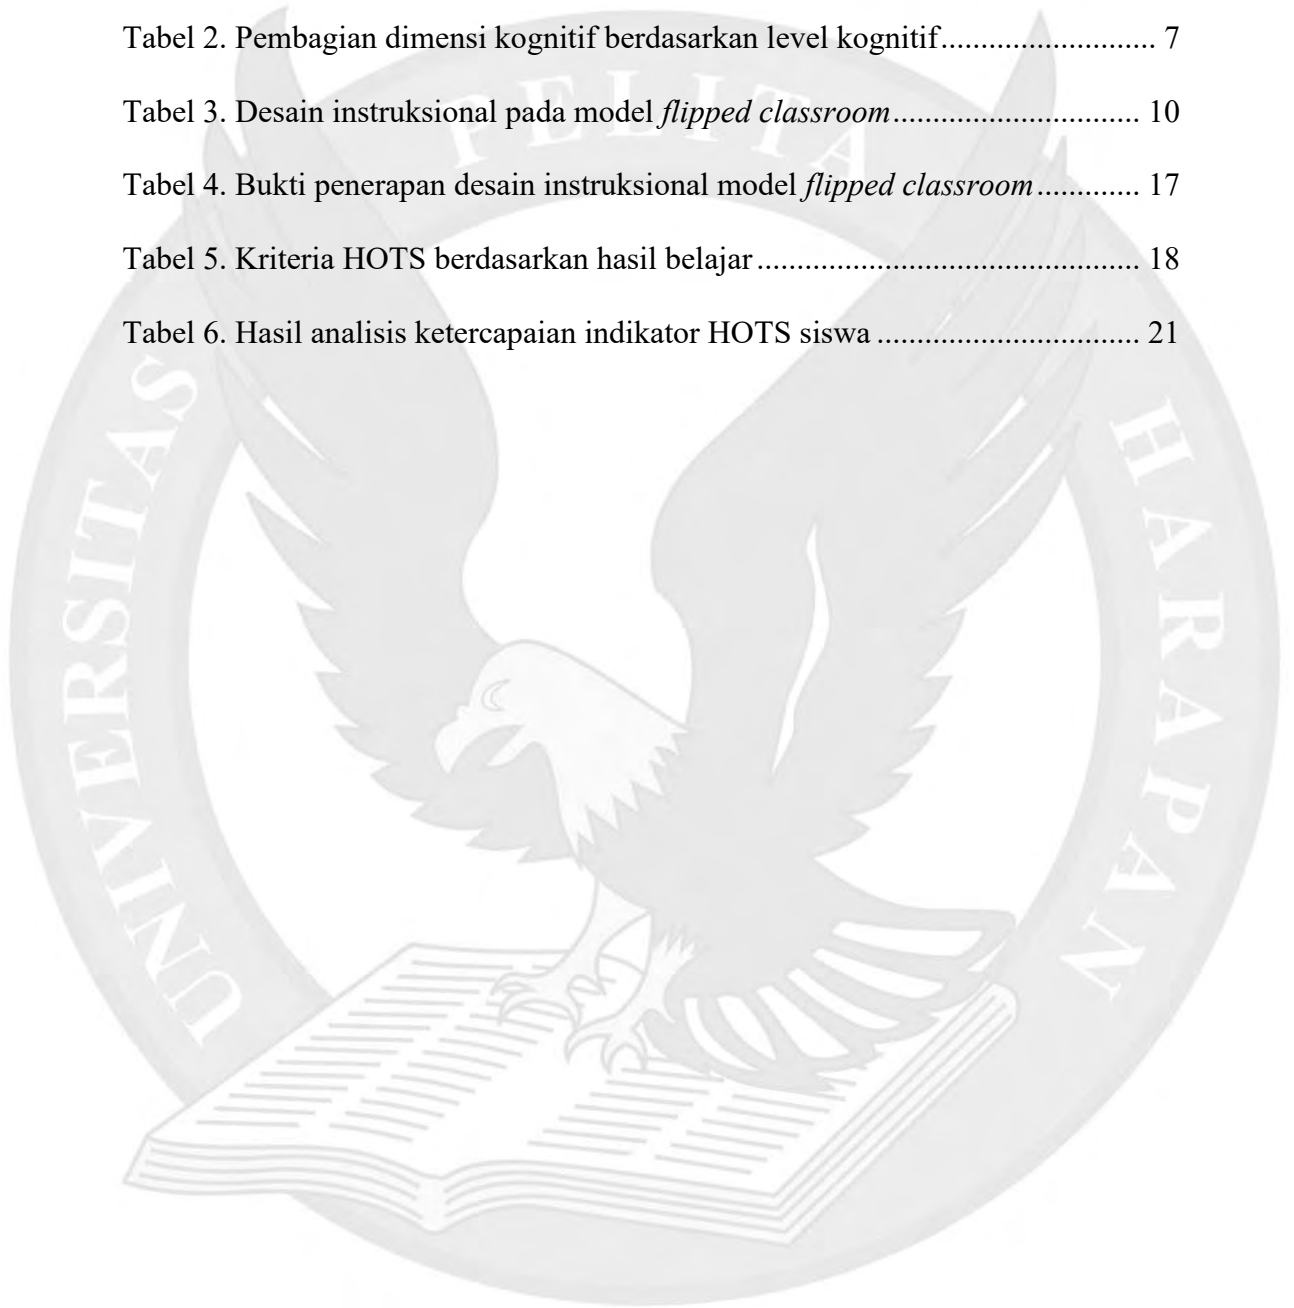 Tabel 2. Pembagian dimensi kognitif berdasarkan level kognitif.......................... 7
Tabel 3. Desain instruksional pada model flipped classroom............................... 10
Tabel 4. Bukti penerapan desain instruksional model flipped classroom............. 17
Tabel 5. Kriteria HOTS berdasarkan hasil belajar ................................................ 18
Tabel 6. Hasil analisis ketercapaian indikator HOTS siswa ................................. 21
UNIVERSITAS
PELITA
HARAPAN